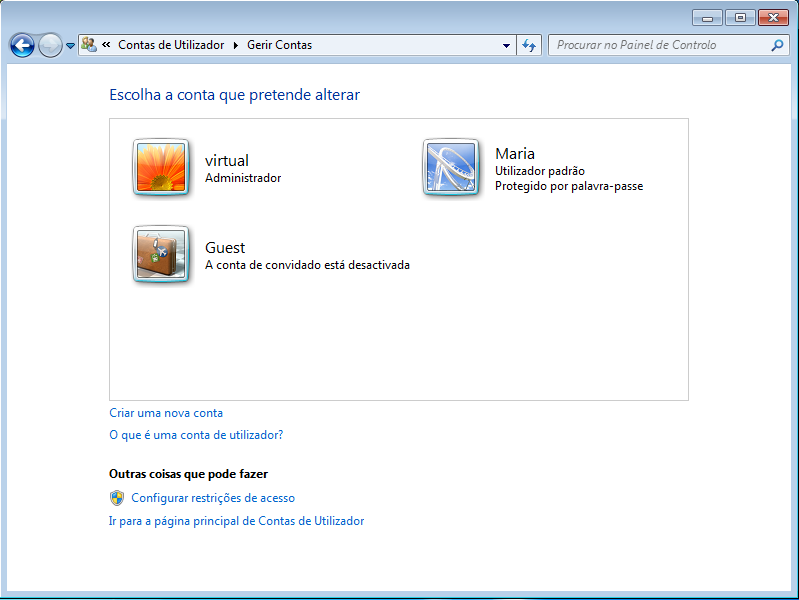 « Contas de Utilizador ▸ Gerir Contas
Procurar no Painel de Controlo
Escolha a conta que pretende alterar
virtual
Administrador
Maria
Utilizador padrão
Protegido por palavra-passe
Guest
A conta de convidado está desactivada
Criar uma nova conta
O que é uma conta de utilizador?
Outras coisas que pode fazer
Configurar restrições de acesso
Ir para a página principal de Contas de Utilizador